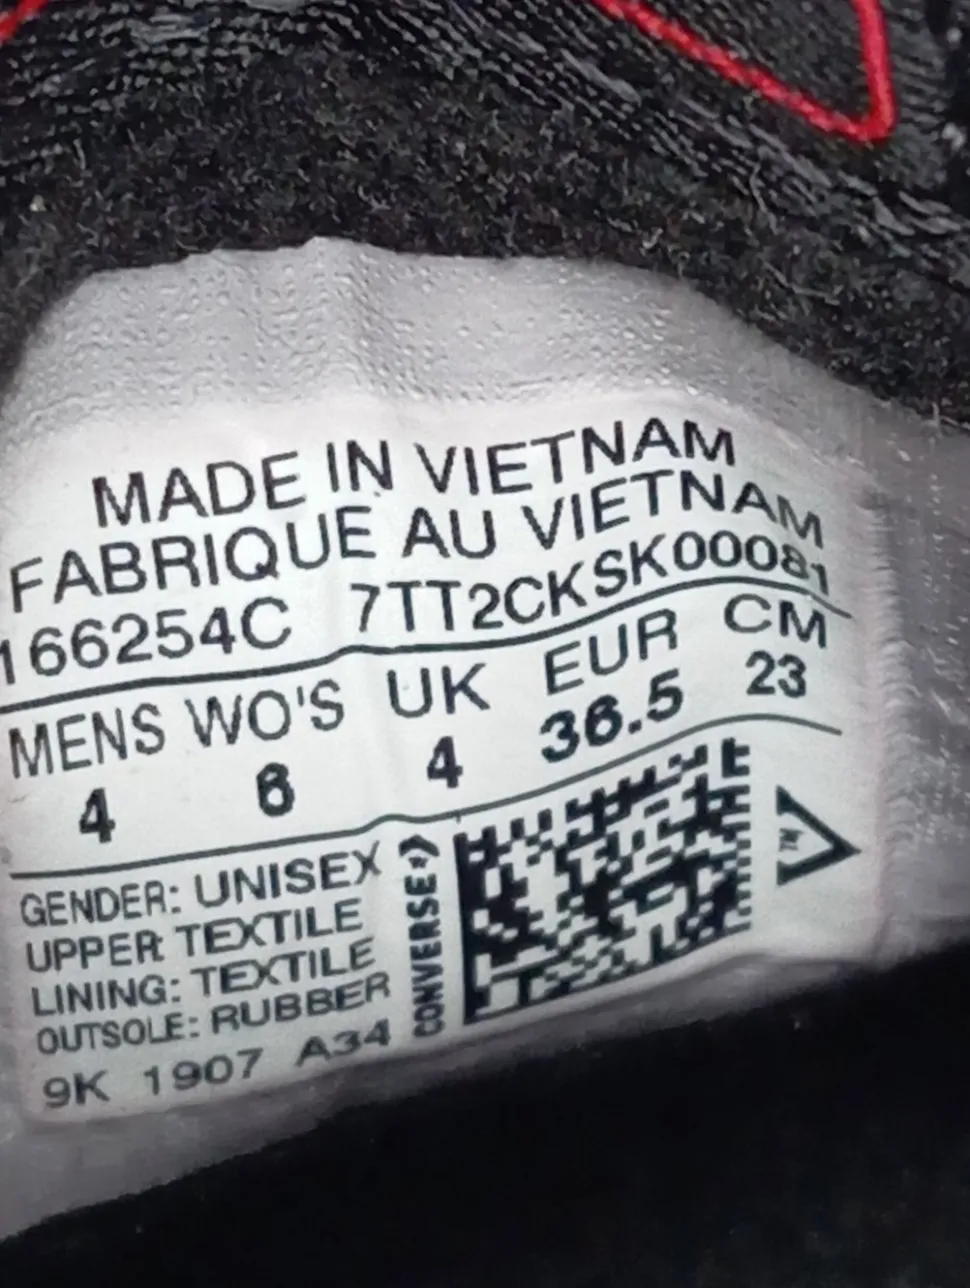 MADE IN VIETNAM
FABRIQUE AU VIETNAM
166254C 7TT2CKSK00081
MENS WO'S UK EUR CM
4 6 4 36.5 23
GENDER: UNISEX
UPPER: TEXTILE
LINING: TEXTILE
OUTSOLE: RUBBER
9K 1907 A34
CONVERSE
TM